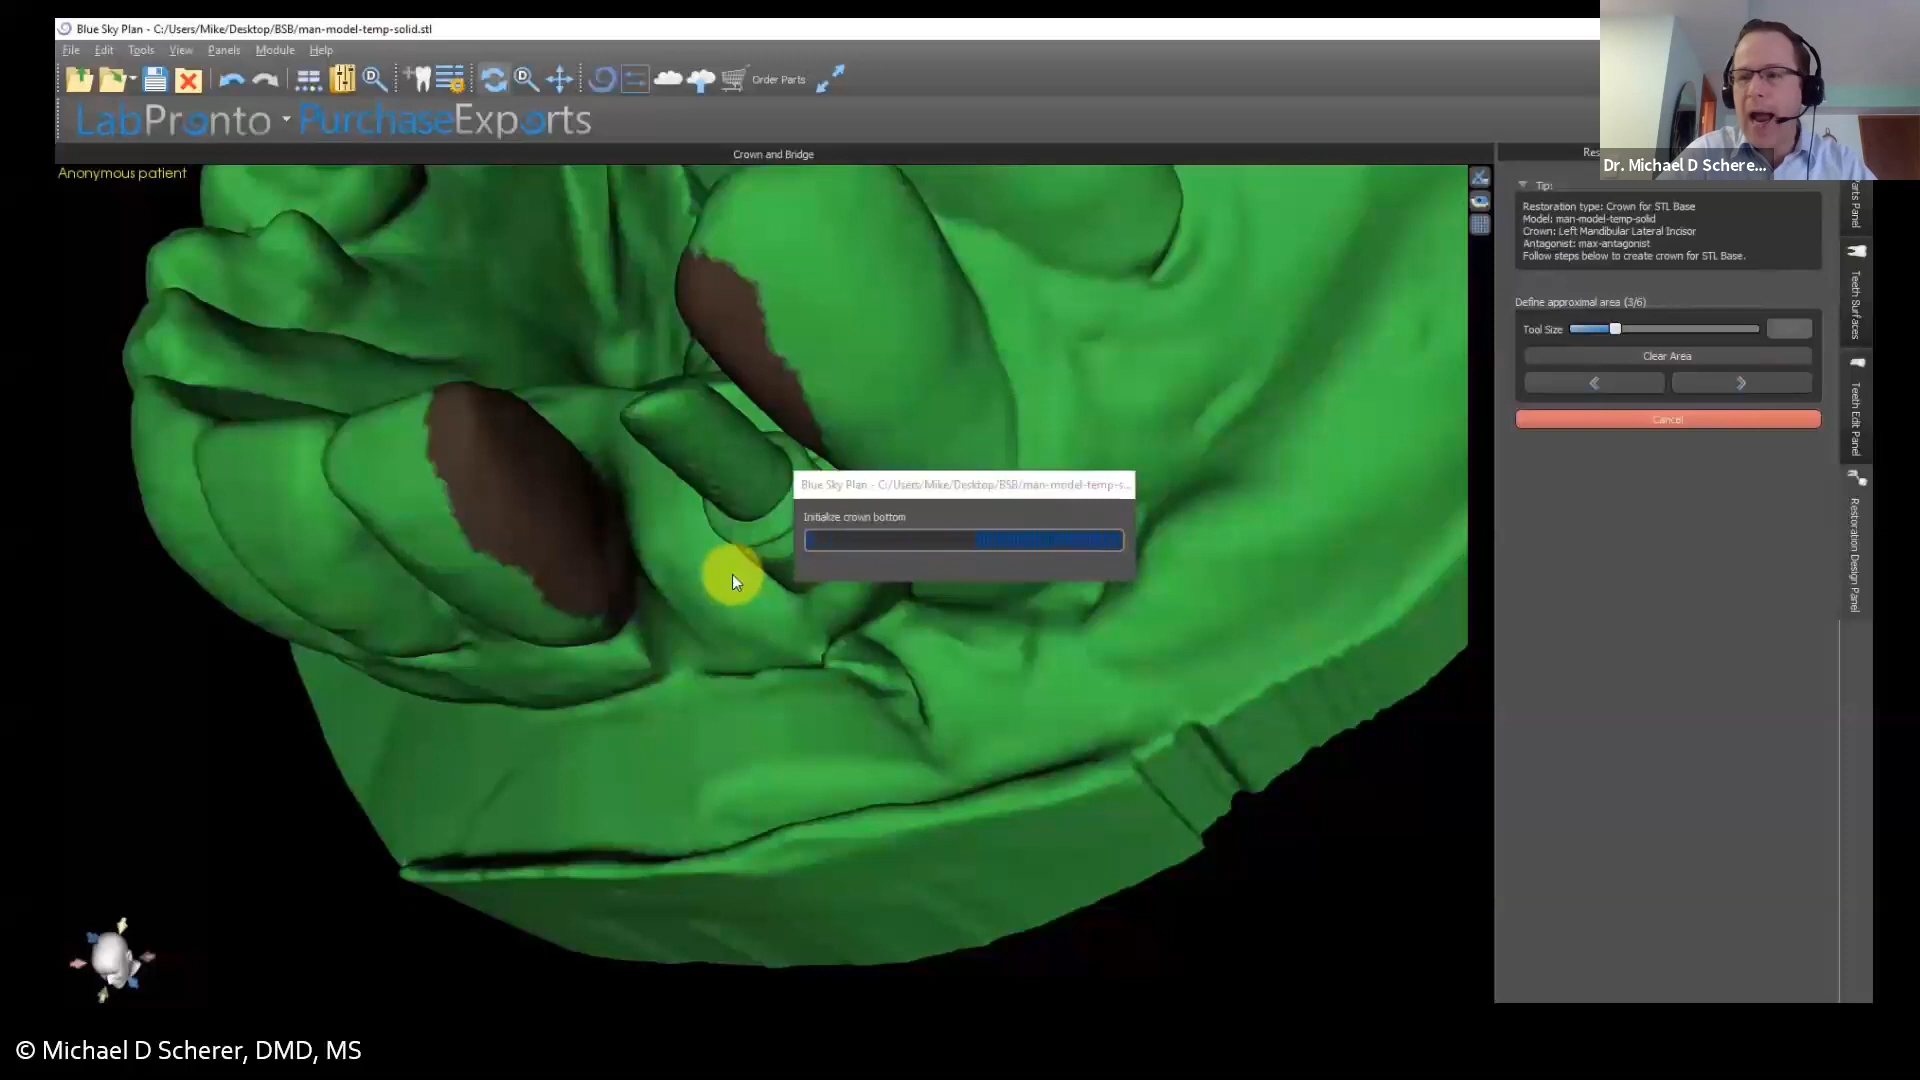 Blue Sky Plan - C:/Users/Mike/Desktop/BSB/man-model-temp-solid.stl
File Edit Tools View Panels Module Help
Order Parts
LabPronto PurchaseExports
Crown and Bridge
Res
Anonymous patient
Dr. Michael D Schere...
Tip:
Restoration type: Crown for STL Base
Model: man-model-temp-solid
Crown: Left Mandibular Lateral Incisor
Antagonist: max-antagonist
Follow steps below to create crown for STL Base.
Define approximal area (3/6)
Tool Size
Clear Area
Cancel
Parts Panel
Teeth Surfaces
Teeth Edit Panel
Restoration Design Panel
Blue Sky Plan - C:/Users/Mike/Desktop/BSB/man-model-temp-s...
Initialize crown bottom
© Michael D Scherer, DMD, MS